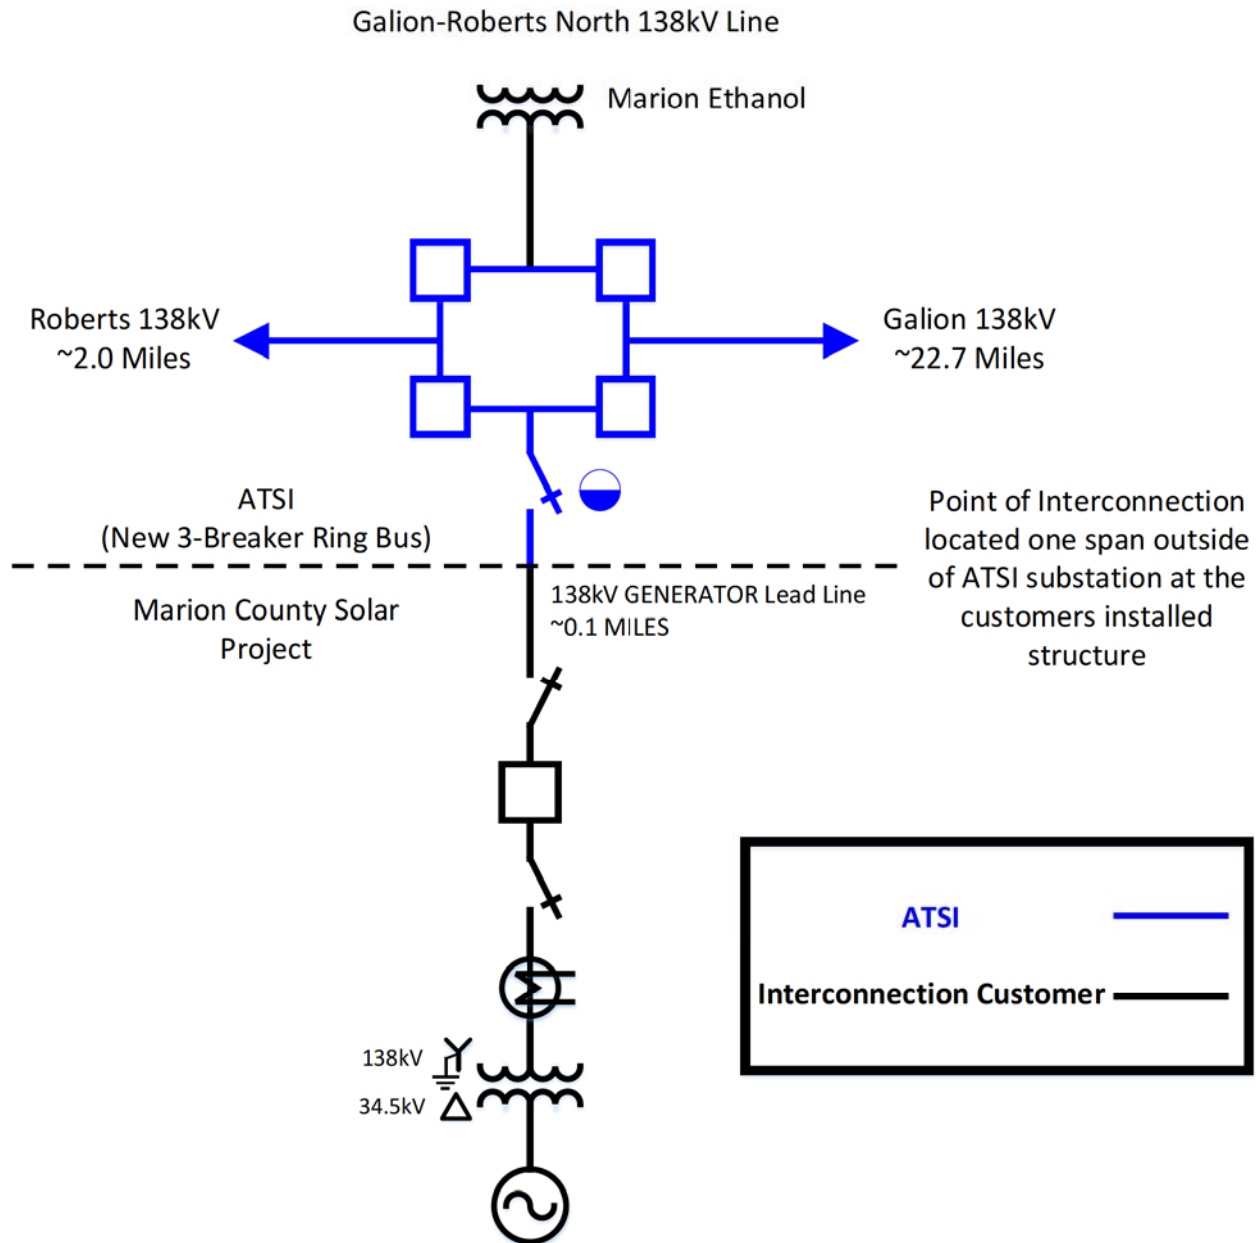 Galion-Roberts North 138kV Line
Marion Ethanol
Roberts 138kV
~2.0 Miles
Galion 138kV
~22.7 Miles
ATSI
(New 3-Breaker Ring Bus)
Point of Interconnection
located one span outside
of ATSI substation at the
customers installed
structure
Marion County Solar
Project
138kV GENERATOR Lead Line
~0.1 MILES
ATSI
Interconnection Customer
138kV
34.5kV